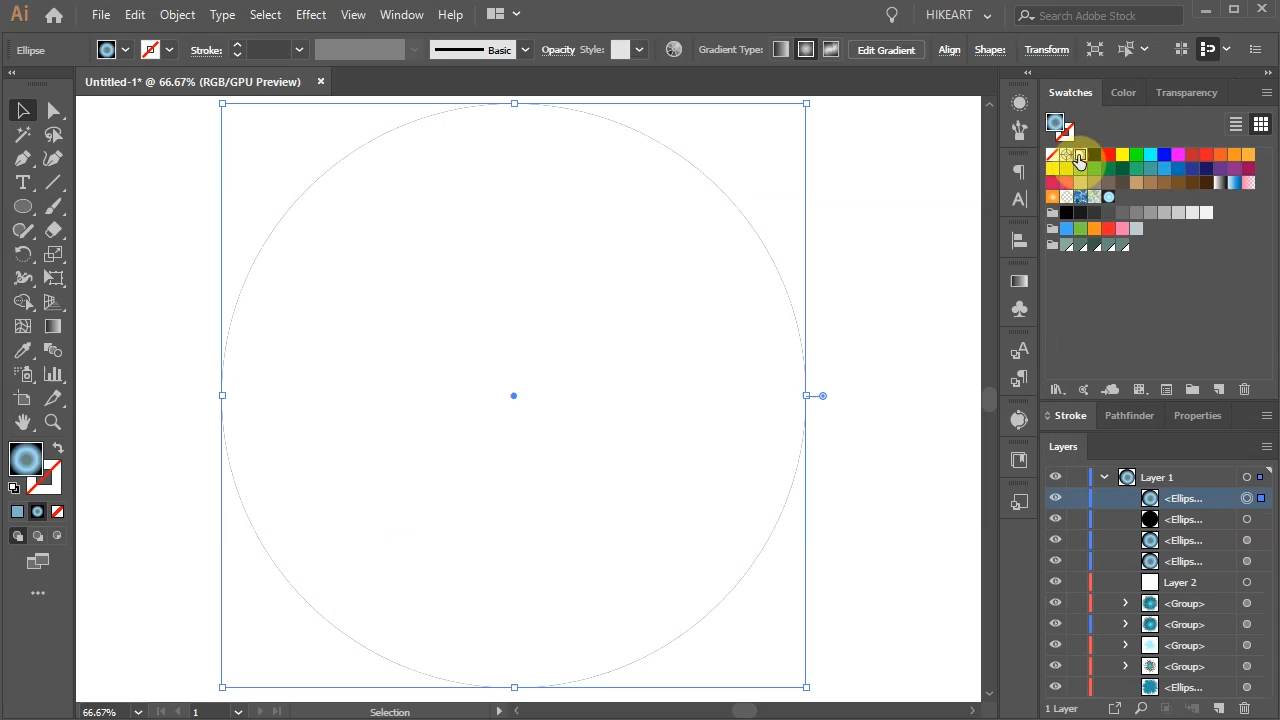 Ai File Edit Object Type Select Effect View Window Help HIKEART Search Adobe Stock
Ellipse Stroke: Basic Opacity Style: Gradient Type: Edit Gradient Align Shape: Transform
Untitled-1* @ 66.67% (RGB/GPU Preview)
Swatches Color Transparency
Stroke Pathfinder Properties
Layers
Layer 1
<Ellips...
<Ellips...
<Ellips...
<Ellips...
Layer 2
<Group>
<Group>
<Group>
<Group>
<Ellips...
1 Layer
66.67% 1 Selection